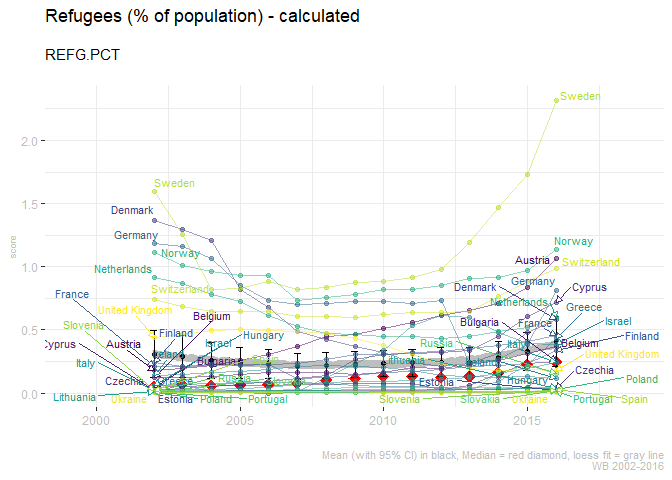 Refugees (% of population) - calculated
REFG.PCT
score
2.0
1.5
1.0
0.5
0.0
2000
2005
2010
2015
Sweden
Denmark
Germany
Norway
Netherlands
Switzerland
France
United Kingdom
Belgium
Slovenia
Finland
Cyprus
Austria
Israel
Hungary
Italy
Ireland
Bulgaria
Czechia
Greece
Russia
Lithuania
Ukraine
Estonia
Poland
Portugal
Sweden
Norway
Austria
Switzerland
Germany
Denmark
Cyprus
Netherlands
Greece
Bulgaria
France
Israel
Finland
Russia
Italy
Belgium
United Kingdom
Lithuania
Czechia
Estonia
Hungary
Poland
Slovenia
Slovakia
Ukraine
Portugal
Spain
Mean (with 95% CI) in black, Median = red diamond, loess fit = gray line
WB 2002-2016